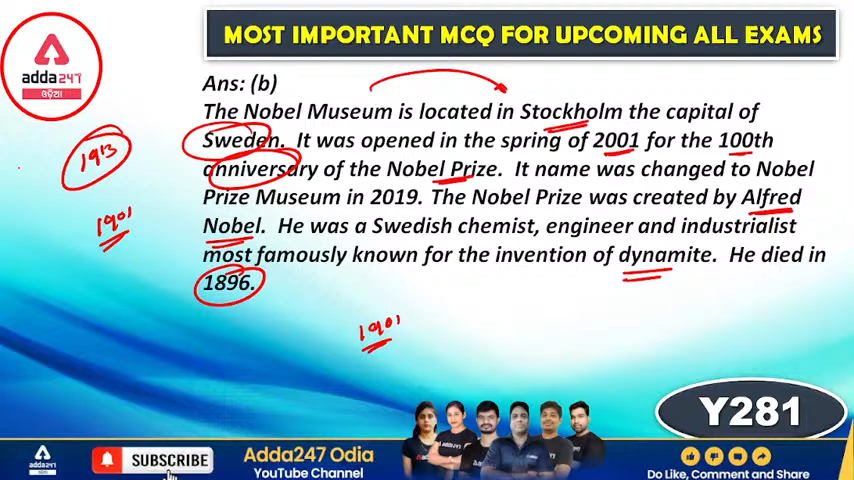 MOST IMPORTANT MCQ FOR UPCOMING ALL EXAMS
adda247
ଓଡ଼ିଆ
Ans: (b)
The Nobel Museum is located in Stockholm the capital of
Sweden. It was opened in the spring of 2001 for the 100th
anniversary of the Nobel Prize. It name was changed to Nobel
Prize Museum in 2019. The Nobel Prize was created by Alfred
Nobel. He was a Swedish chemist, engineer and industrialist
most famously known for the invention of dynamite. He died in
1896.
1913
1901
1901
Y281
adda247
SUBSCRIBE
Adda247 Odia
YouTube Channel
Do Like, Comment and Share